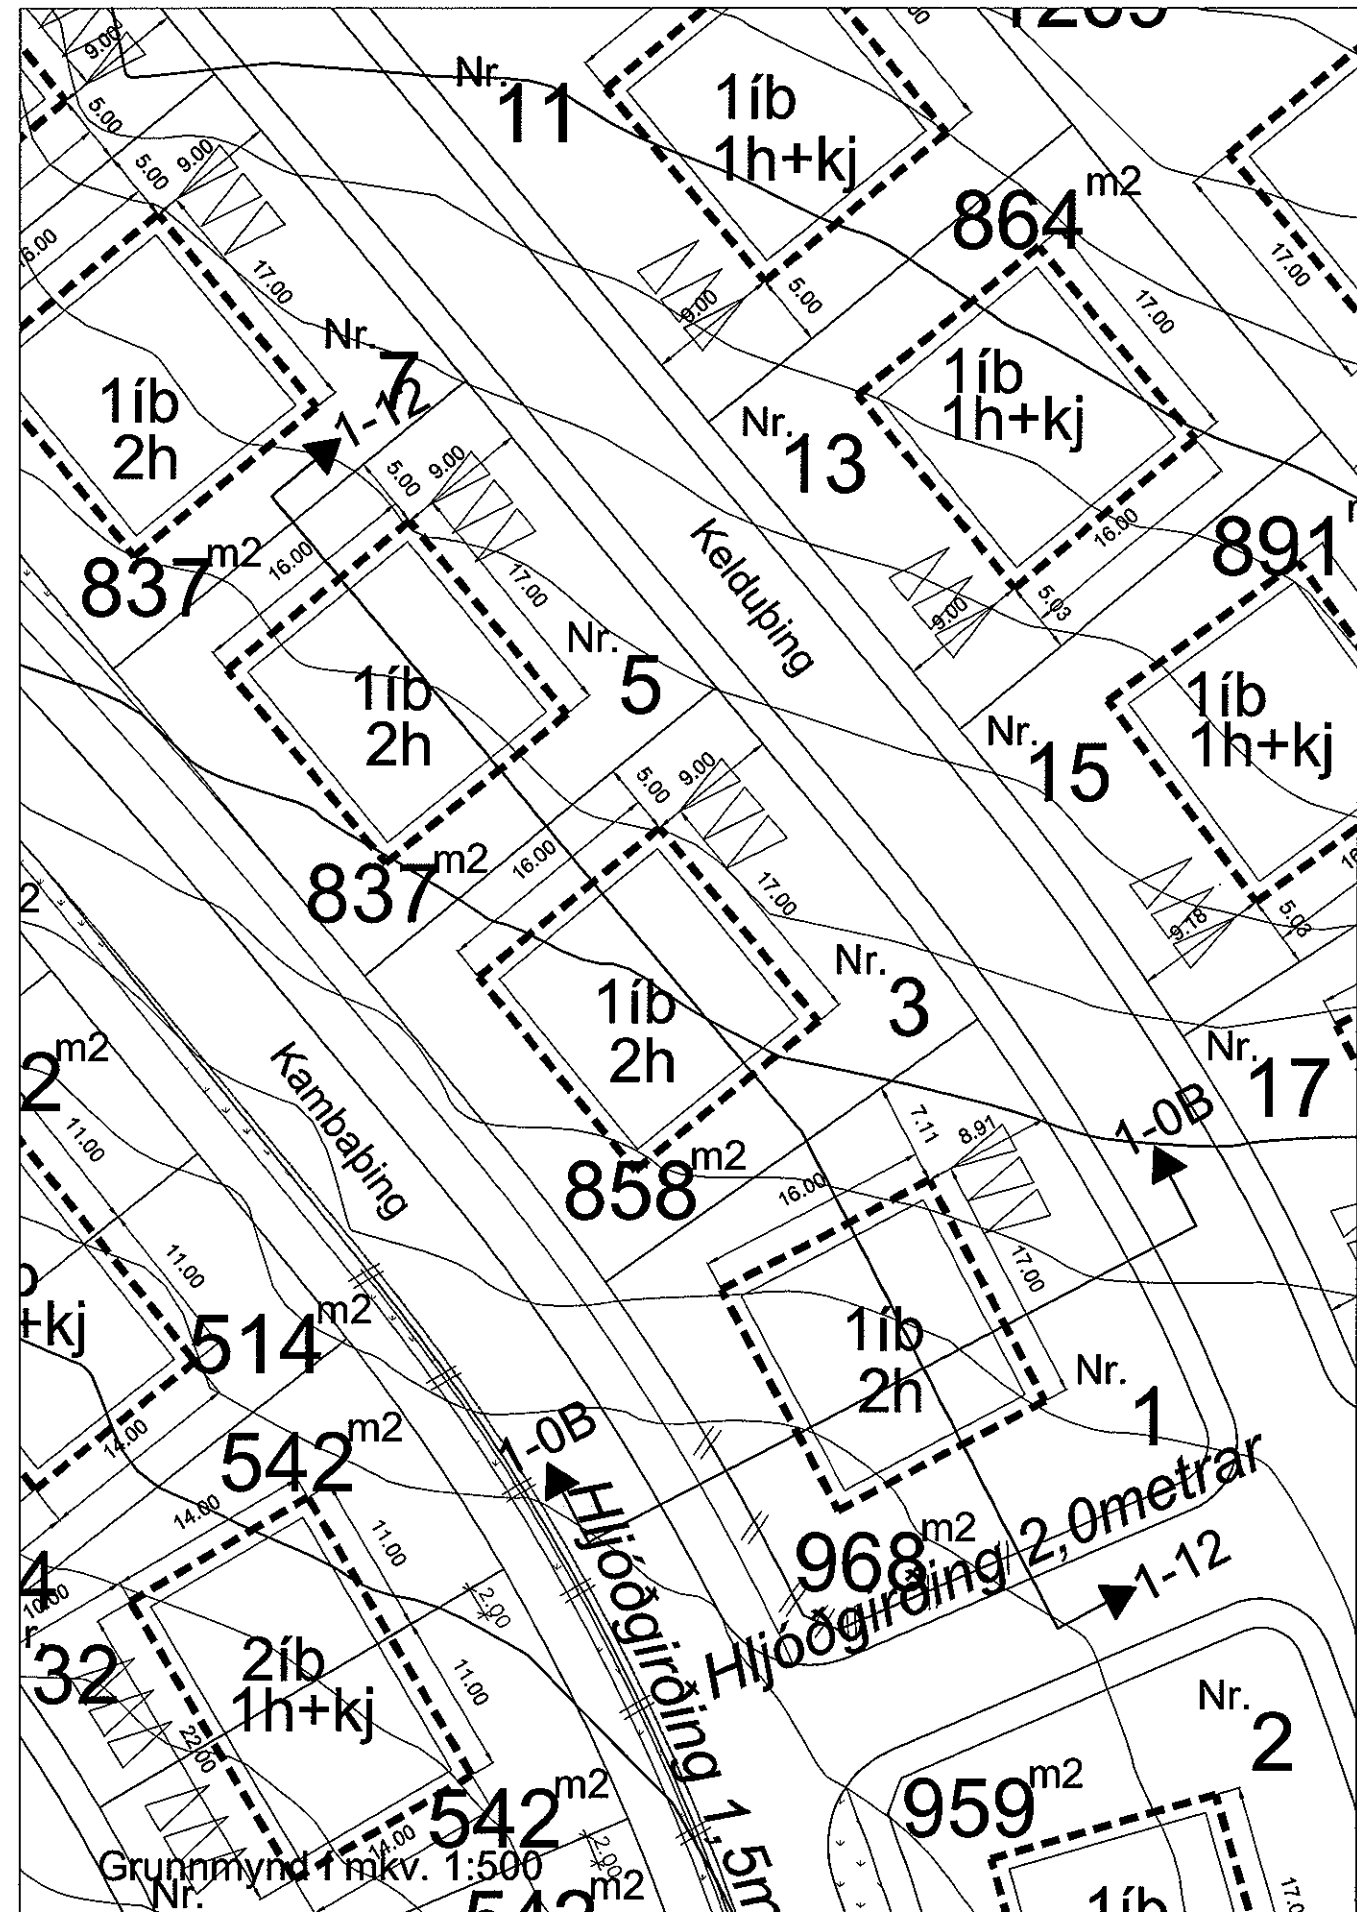 9.00
Nr. 11
1íb
1h+kj
5.00
5.00
9.00
864 m2
16.00
17.00
9.00
5.00
17.00
17.00
Nr. 7
1íb
2h
1-12
Nr. 13
1íb
1h+kj
5.00
9.00
837 m2
16.00
17.00
Kelduþing
16.00
891
9.00
5.03
Nr. 5
1íb
2h
Nr. 15
1íb
1h+kj
5.00
9.00
837 m2
16.00
17.00
9.18
5.03
Nr. 3
1íb
2h
2 m2
Kambaþing
Nr. 17
1-0B
11.00
7.11
8.91
858 m2
16.00
11.00
17.00
+kj
514 m2
1íb
2h
Nr. 1
14.00
542 m2
1-0B
14.00
11.00
968 m2
Hljóðgirðing 2,0metrar
1-12
Hljóðgirðing 1,5m
4
10.00
2.00
32
2íb
1h+kj
11.00
22.00
Nr. 2
959 m2
542 m2
14.00
2.00
Grunnmynd í mkv. 1:500
Nr.
m2
1íb